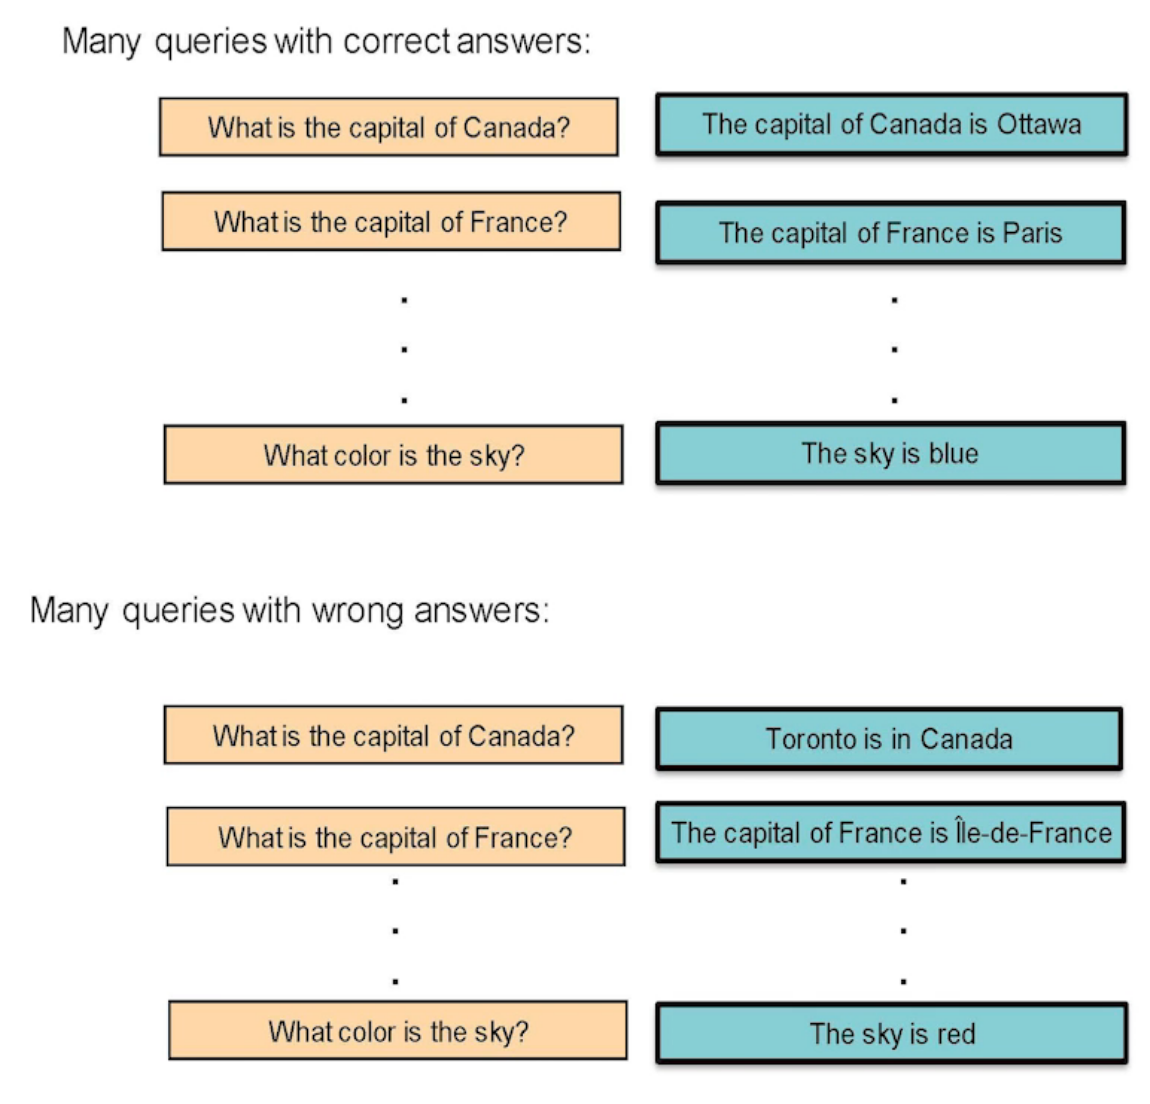 Many queries with correct answers:
What is the capital of Canada?
The capital of Canada is Ottawa
What is the capital of France?
The capital of France is Paris
What color is the sky?
The sky is blue
Many queries with wrong answers:
What is the capital of Canada?
Toronto is in Canada
What is the capital of France?
The capital of France is Île-de-France
What color is the sky?
The sky is red